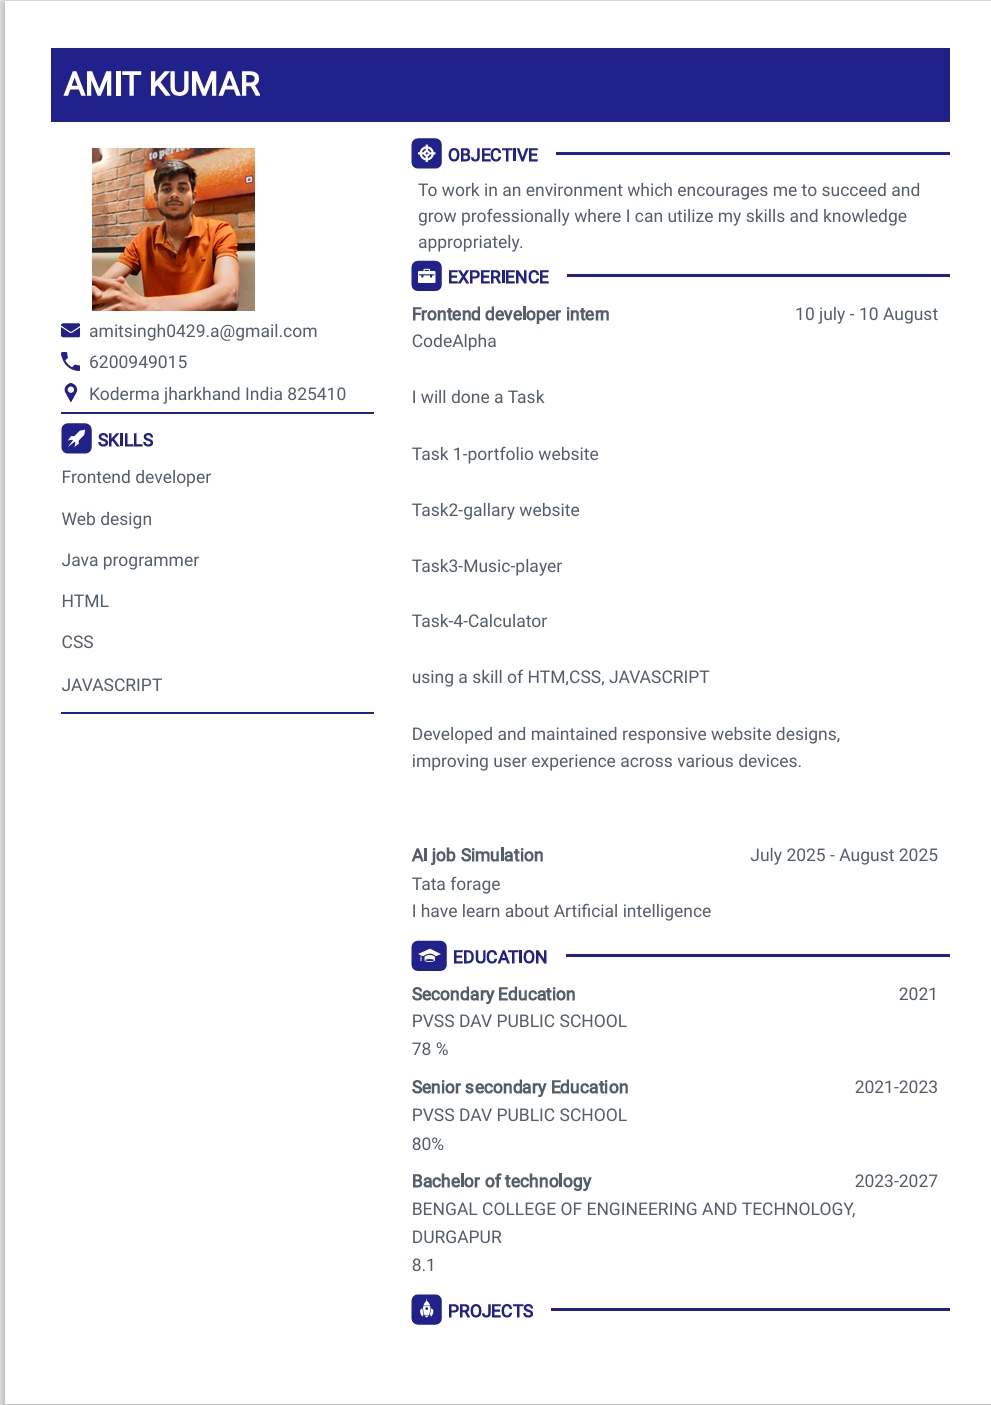 AMIT KUMAR
amitsingh0429.a@gmail.com
6200949015
Koderma jharkhand India 825410
SKILLS
Frontend developer
Web design
Java programmer
HTML
CSS
JAVASCRIPT
OBJECTIVE
To work in an environment which encourages me to succeed and
grow professionally where I can utilize my skills and knowledge
appropriately.
EXPERIENCE
Frontend developer intern 10 july - 10 August
CodeAlpha
I will done a Task
Task 1-portfolio website
Task2-gallary website
Task3-Music-player
Task-4-Calculator
using a skill of HTM,CSS, JAVASCRIPT
Developed and maintained responsive website designs,
improving user experience across various devices.
AI job Simulation July 2025 - August 2025
Tata forage
I have learn about Artificial intelligence
EDUCATION
Secondary Education 2021
PVSS DAV PUBLIC SCHOOL
78 %
Senior secondary Education 2021-2023
PVSS DAV PUBLIC SCHOOL
80%
Bachelor of technology 2023-2027
BENGAL COLLEGE OF ENGINEERING AND TECHNOLOGY,
DURGAPUR
8.1
PROJECTS